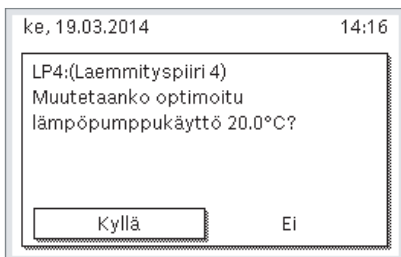 ke, 19.03.2014 14:16
LP4:(Laemmityspiiri 4)
Muutetaanko optimoitu
lämpöpumppukäyttö 20.0°C?
Kyllä Ei